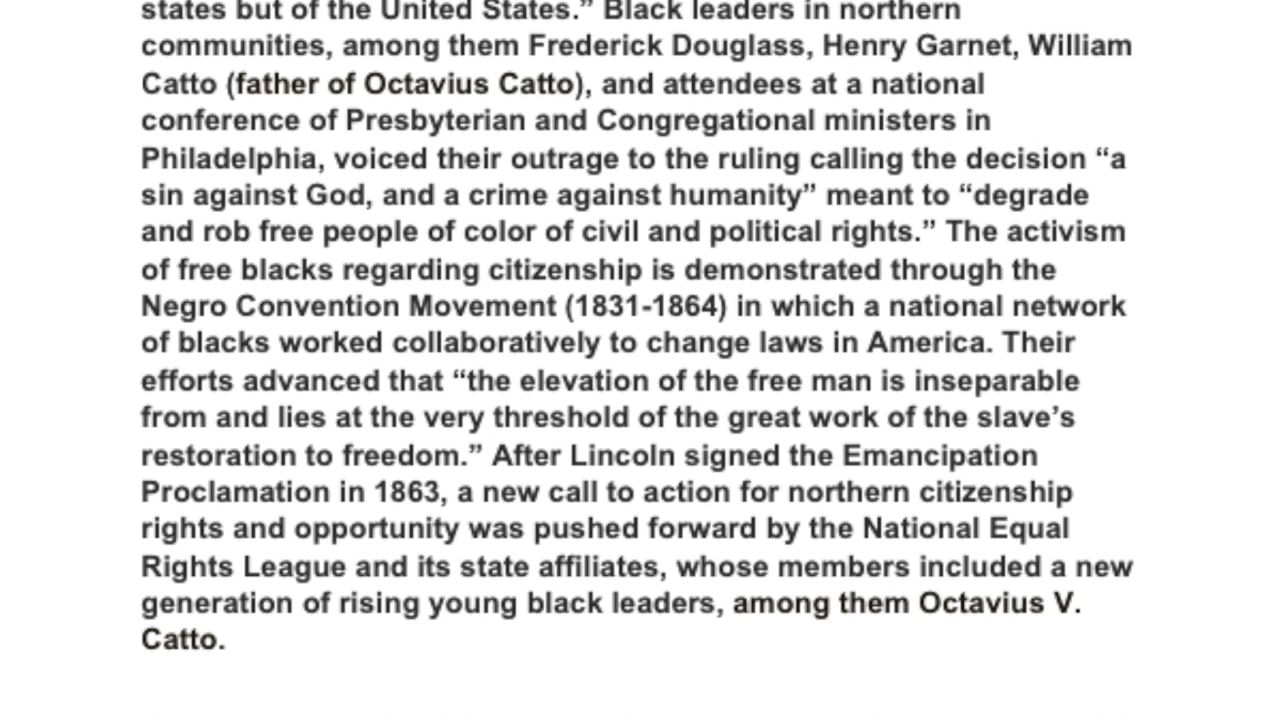 states but of the United States.” Black leaders in northern
communities, among them Frederick Douglass, Henry Garnet, William
Catto (father of Octavius Catto), and attendees at a national
conference of Presbyterian and Congregational ministers in
Philadelphia, voiced their outrage to the ruling calling the decision “a
sin against God, and a crime against humanity” meant to “degrade
and rob free people of color of civil and political rights.” The activism
of free blacks regarding citizenship is demonstrated through the
Negro Convention Movement (1831-1864) in which a national network
of blacks worked collaboratively to change laws in America. Their
efforts advanced that “the elevation of the free man is inseparable
from and lies at the very threshold of the great work of the slave’s
restoration to freedom.” After Lincoln signed the Emancipation
Proclamation in 1863, a new call to action for northern citizenship
rights and opportunity was pushed forward by the National Equal
Rights League and its state affiliates, whose members included a new
generation of rising young black leaders, among them Octavius V.
Catto.